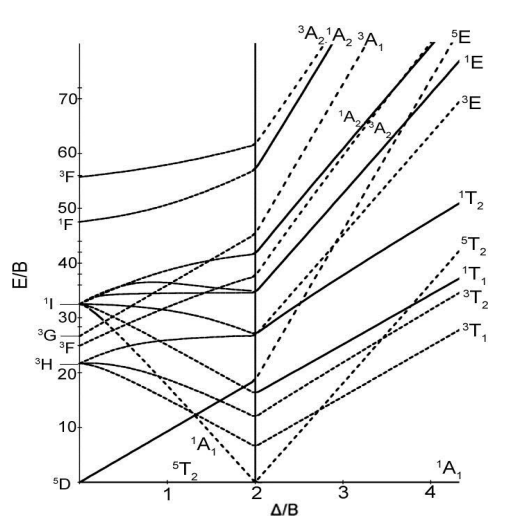 ³A₂ ¹A₂ ³A₁
⁵E
¹E
³E
70
¹A₂ ³A₂
60
³F
50
¹F
¹T₂
40
⁵T₂
E/B
¹I
30
¹T₁
³T₂
³G
³F
³T₁
³H
20
10
¹A₁
⁵T₂
¹A₁
⁵D
1 2 3 4
Δ/B